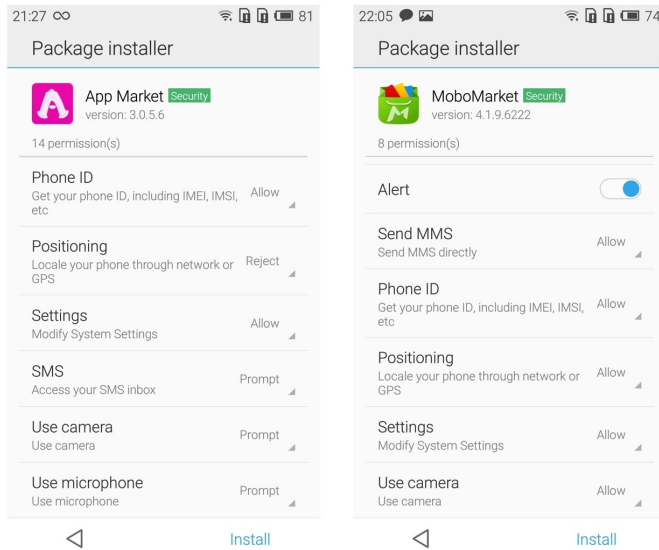 21:27 81
Package installer
App Market Security
version: 3.0.5.6
14 permission(s)
Phone ID
Get your phone ID, including IMEI, IMSI, etc
Allow
Positioning
Locale your phone through network or GPS
Reject
Settings
Modify System Settings
Allow
SMS
Access your SMS inbox
Prompt
Use camera
Use camera
Prompt
Use microphone
Use microphone
Prompt
Install
22:05 74
Package installer
MoboMarket Security
version: 4.1.9.6222
8 permission(s)
Alert
Send MMS
Send MMS directly
Allow
Phone ID
Get your phone ID, including IMEI, IMSI, etc
Allow
Positioning
Locale your phone through network or GPS
Allow
Settings
Modify System Settings
Allow
Use camera
Use camera
Allow
Install